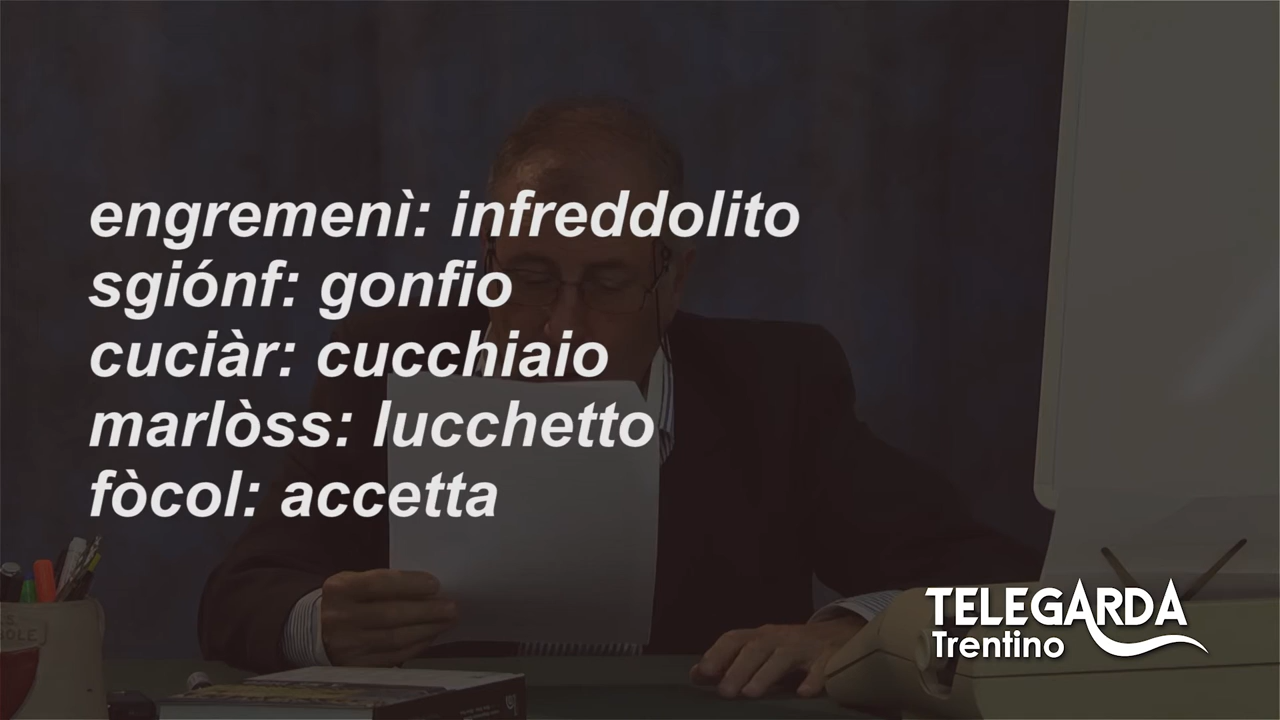 engremenì: infreddolito
sgiónf: gonfio
cuciàr: cucchiaio
marlòss: lucchetto
fòcol: accetta
TELEGARDA
Trentino